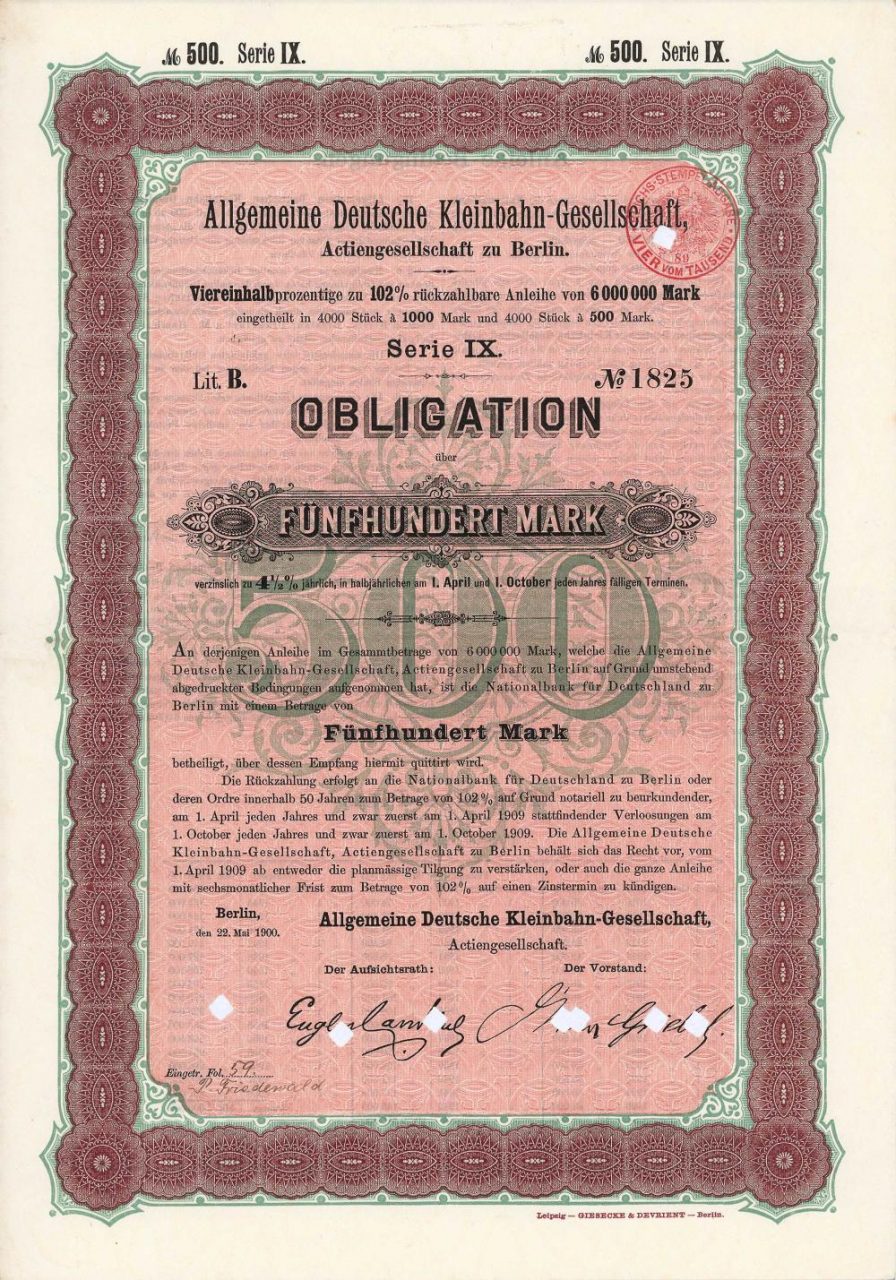 ℳ 500. Serie IX. ℳ 500. Serie IX.
Allgemeine Deutsche Kleinbahn-Gesellschaft,
Actiengesellschaft zu Berlin.
VIER VOM TAUSEND
Viereinhalbprozentige zu 102% rückzahlbare Anleihe von 6 000 000 Mark
eingetheilt in 4000 Stück à 1000 Mark und 4000 Stück à 500 Mark.
Serie IX.
Lit. B. № 1825
OBLIGATION
über
FÜNFHUNDERT MARK
500
verzinslich zu 4½% jährlich, in halbjährlichen am 1. April und 1. October jeden Jahres fälligen Terminen.
An derjenigen Anleihe im Gesammtbetrage von 6 000 000 Mark, welche die Allgemeine
Deutsche Kleinbahn-Gesellschaft, Actiengesellschaft zu Berlin auf Grund umstehend
abgedruckter Bedingungen aufgenommen hat, ist die Nationalbank für Deutschland zu
Berlin mit einem Betrage von
Fünfhundert Mark
betheiligt, über dessen Empfang hiermit quittirt wird.
Die Rückzahlung erfolgt an die Nationalbank für Deutschland zu Berlin oder
deren Ordre innerhalb 50 Jahren zum Betrage von 102% auf Grund notariell zu beurkundender,
am 1. April jeden Jahres und zwar zuerst am 1. April 1909 stattfindender Verloosungen am
1. October jeden Jahres und zwar zuerst am 1. October 1909. Die Allgemeine Deutsche
Kleinbahn-Gesellschaft, Actiengesellschaft zu Berlin behält sich das Recht vor, vom
1. April 1909 ab entweder die planmässige Tilgung zu verstärken, oder auch die ganze Anleihe
mit sechsmonatlicher Frist zum Betrage von 102% auf einen Zinstermin zu kündigen.
Berlin,
den 22. Mai 1900.
Allgemeine Deutsche Kleinbahn-Gesellschaft,
Actiengesellschaft.
Der Aufsichtsrath: Der Vorstand:
Eingetr. Fol. 59.
P. Friedewald
Leipzig — GIESECKE & DEVRIENT — Berlin.